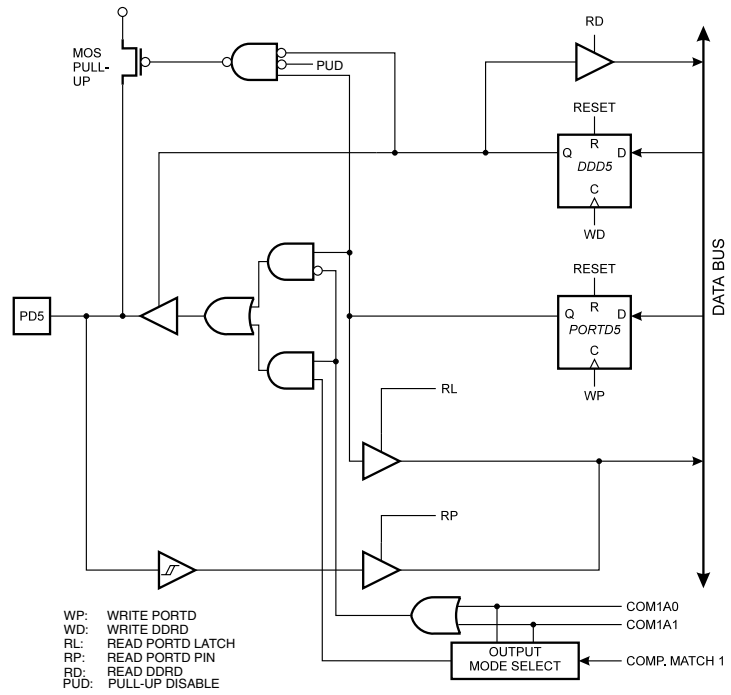 MOS
PULL-
UP
PUD
RD
RESET
R
Q
D
DDD5
C
WD
DATA BUS
RESET
R
Q
D
PORTD5
C
WP
PD5
RL
RP
COM1A0
COM1A1
OUTPUT
MODE SELECT
COMP. MATCH 1
WP: WRITE PORTD
WD: WRITE DDRD
RL: READ PORTD LATCH
RP: READ PORTD PIN
RD: READ DDRD
PUD: PULL-UP DISABLE